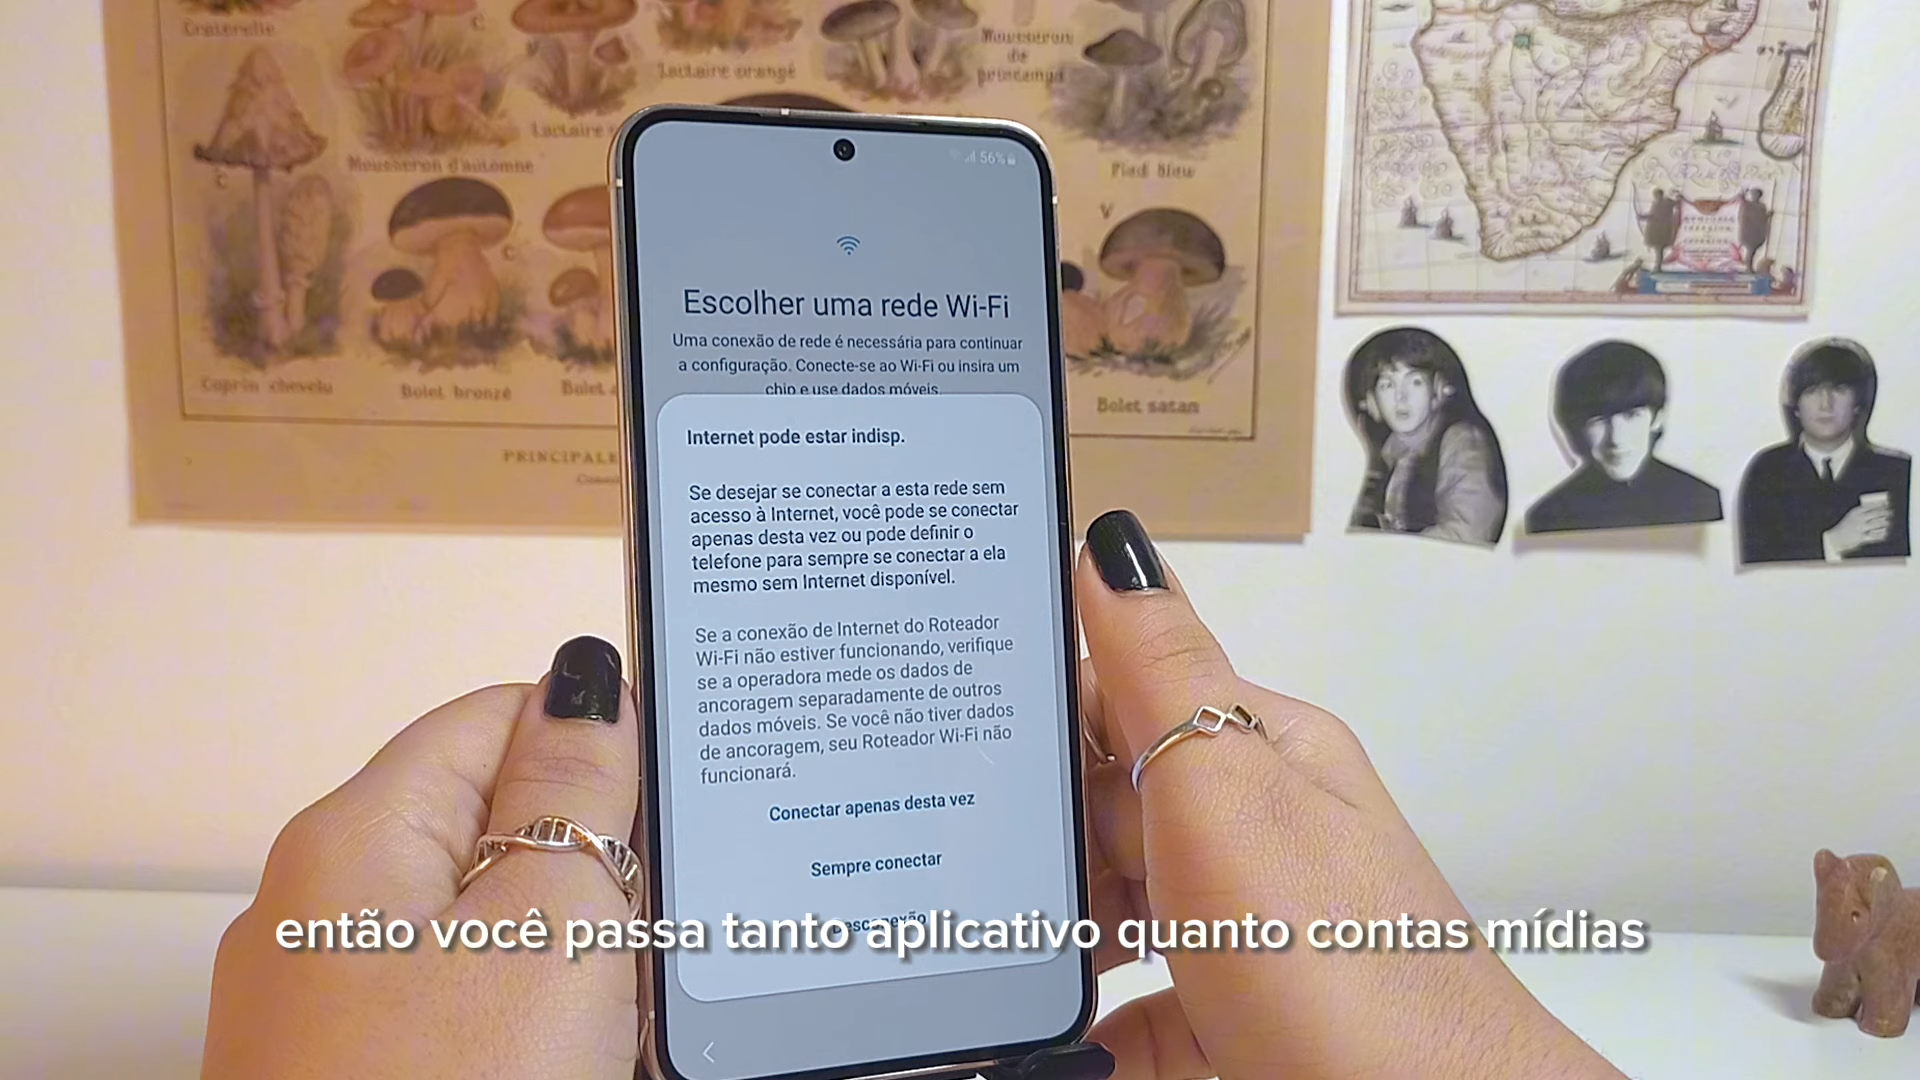 Craterelle
C
Lactaire orangé
Mousseron
de
printemps
Lactaire
Mousseron d'automne
C
V
Pied Bleu
C
V
Coprin chevelu
Bolet bronzé
Bolet
Bolet satan
PRINCIPALE
56%
Escolher uma rede Wi-Fi
Uma conexão de rede é necessária para continuar
a configuração. Conecte-se ao Wi-Fi ou insira um
chip e use dados móveis.
Internet pode estar indisp.
Se desejar se conectar a esta rede sem
acesso à Internet, você pode se conectar
apenas desta vez ou pode definir o
telefone para sempre se conectar a ela
mesmo sem Internet disponível.
Se a conexão de Internet do Roteador
Wi-Fi não estiver funcionando, verifique
se a operadora mede os dados de
ancoragem separadamente de outros
dados móveis. Se você não tiver dados
de ancoragem, seu Roteador Wi-Fi não
funcionará.
Conectar apenas desta vez
Sempre conectar
Desconexão
então você passa tanto aplicativo quanto contas mídias